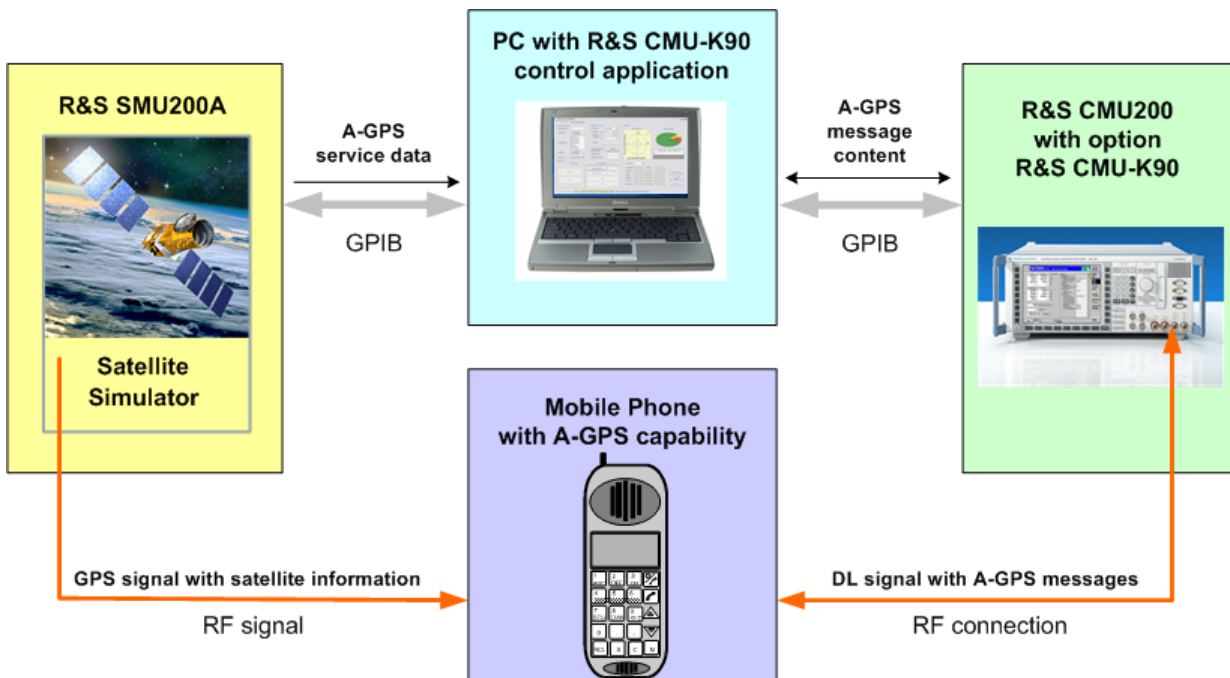 PC with R&S CMU-K90
control application
R&S SMU200A
A-GPS
service data
GPIB
A-GPS
message
content
GPIB
R&S CMU200
with option
R&S CMU-K90
Satellite
Simulator
Mobile Phone
with A-GPS capability
GPS signal with satellite information
RF signal
DL signal with A-GPS messages
RF connection